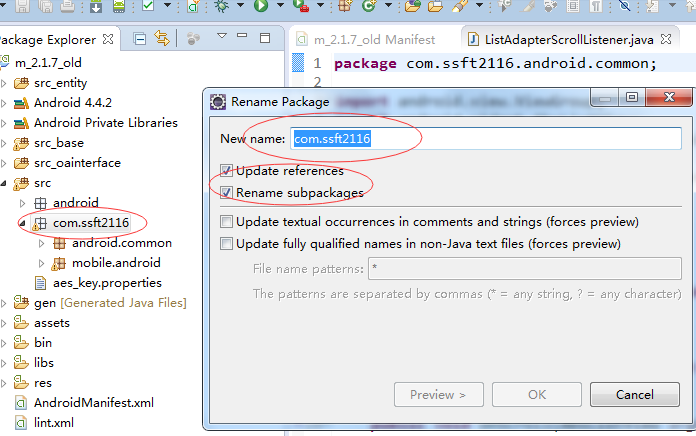 Package Explorer
m_2.1.7_old
src_entity
Android 4.4.2
Android Private Libraries
src_base
src_oainterface
src
android
com.ssft2116
android.common
mobile.android
aes_key.properties
gen [Generated Java Files]
assets
bin
libs
res
AndroidManifest.xml
lint.xml
m_2.1.7_old Manifest
ListAdapterScrollListener.java
1 package com.ssft2116.android.common;
2
Rename Package
New name: com.ssft2116
Update references
Rename subpackages
Update textual occurrences in comments and strings (forces preview)
Update fully qualified names in non-Java text files (forces preview)
File name patterns: *
The patterns are separated by commas (* = any string, ? = any character)
Preview >
OK
Cancel